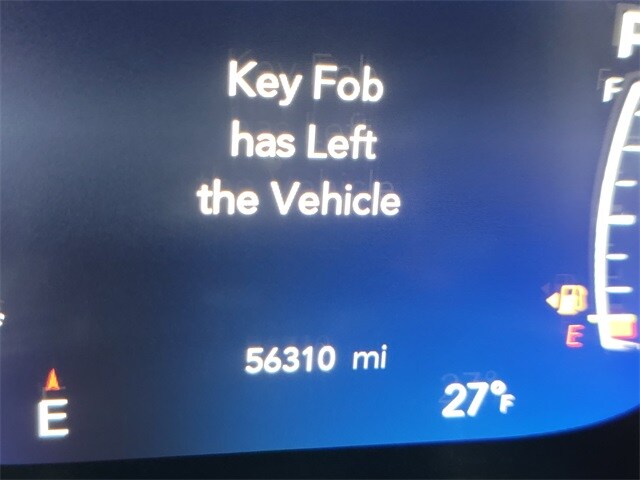 Key Fob
has Left
the Vehicle
F
E
56310 mi
27°F
E